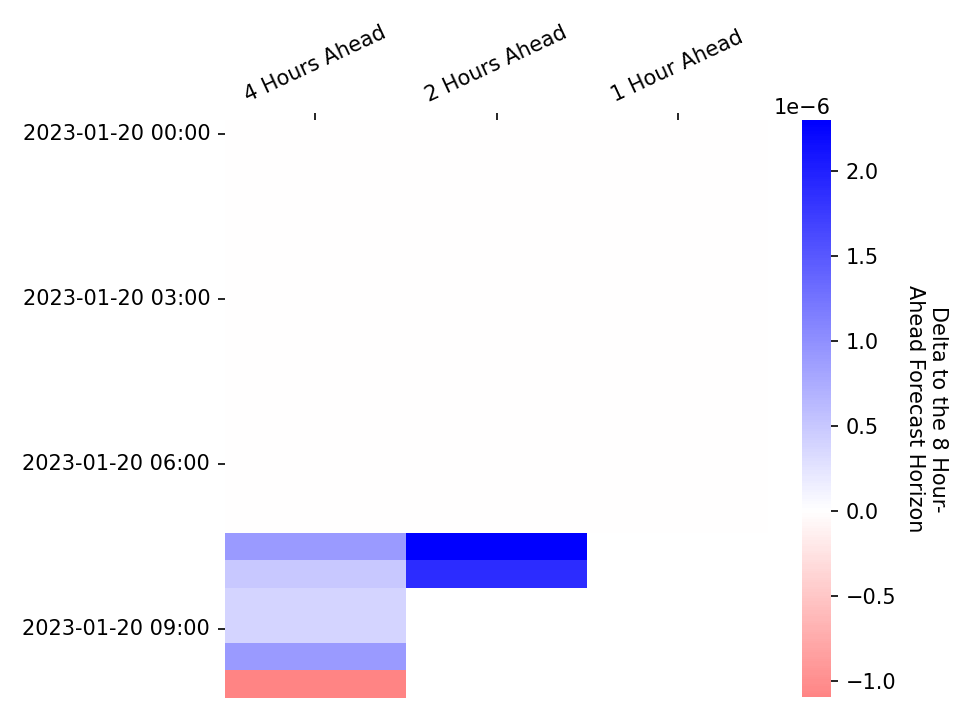 4 Hours Ahead
2 Hours Ahead
1 Hour Ahead
1e−6
2023-01-20 00:00
2023-01-20 03:00
2023-01-20 06:00
2023-01-20 09:00
2.0
1.5
1.0
0.5
0.0
−0.5
−1.0
Delta to the 8 Hour-
Ahead Forecast Horizon